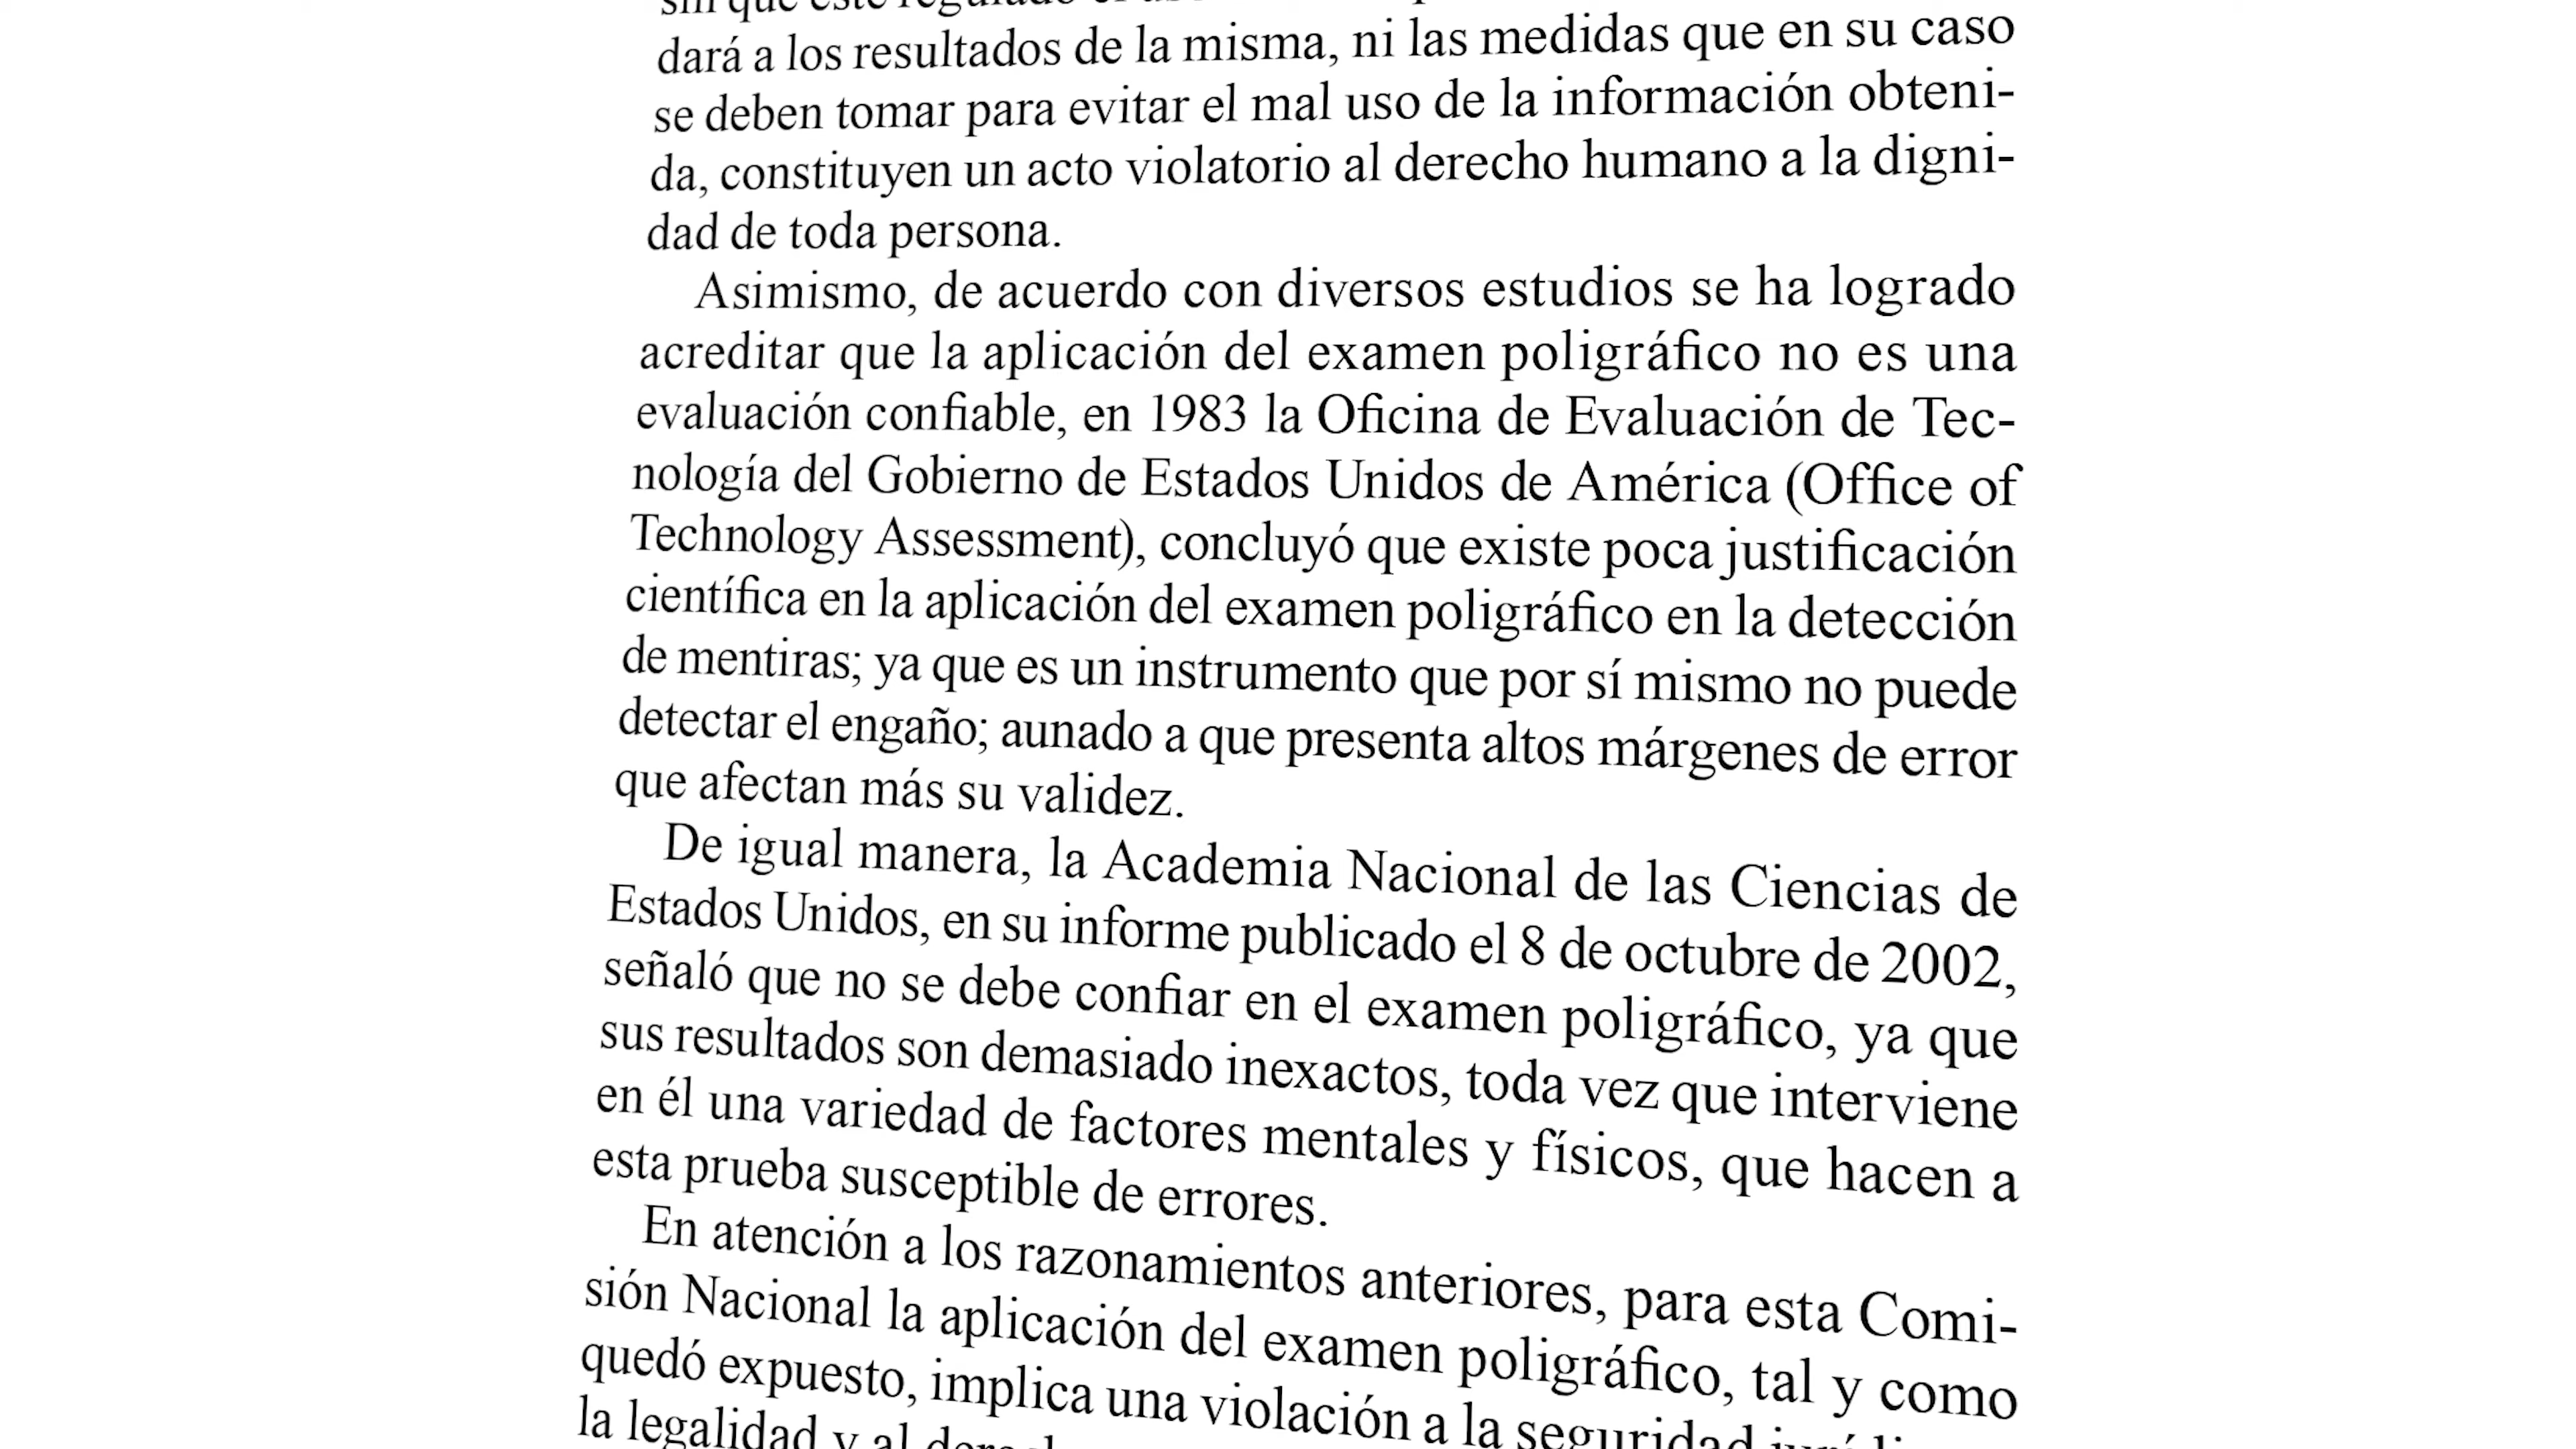 sin que esté regulado el
dará a los resultados de la misma, ni las medidas que en su caso
se deben tomar para evitar el mal uso de la información obteni-
da, constituyen un acto violatorio al derecho humano a la digni-
dad de toda persona.
Asimismo, de acuerdo con diversos estudios se ha logrado
acreditar que la aplicación del examen poligráfico no es una
evaluación confiable, en 1983 la Oficina de Evaluación de Tec-
nología del Gobierno de Estados Unidos de América (Office of
Technology Assessment), concluyó que existe poca justificación
científica en la aplicación del examen poligráfico en la detección
de mentiras; ya que es un instrumento que por sí mismo no puede
detectar el engaño; aunado a que presenta altos márgenes de error
que afectan más su validez.
De igual manera, la Academia Nacional de las Ciencias de
Estados Unidos, en su informe publicado el 8 de octubre de 2002,
señaló que no se debe confiar en el examen poligráfico, ya que
sus resultados son demasiado inexactos, toda vez que interviene
en él una variedad de factores mentales y físicos, que hacen a
esta prueba susceptible de errores.
En atención a los razonamientos anteriores, para esta Comi-
sión Nacional la aplicación del examen poligráfico, tal y como
quedó expuesto, implica una violación a la seguridad
la legalidad y al